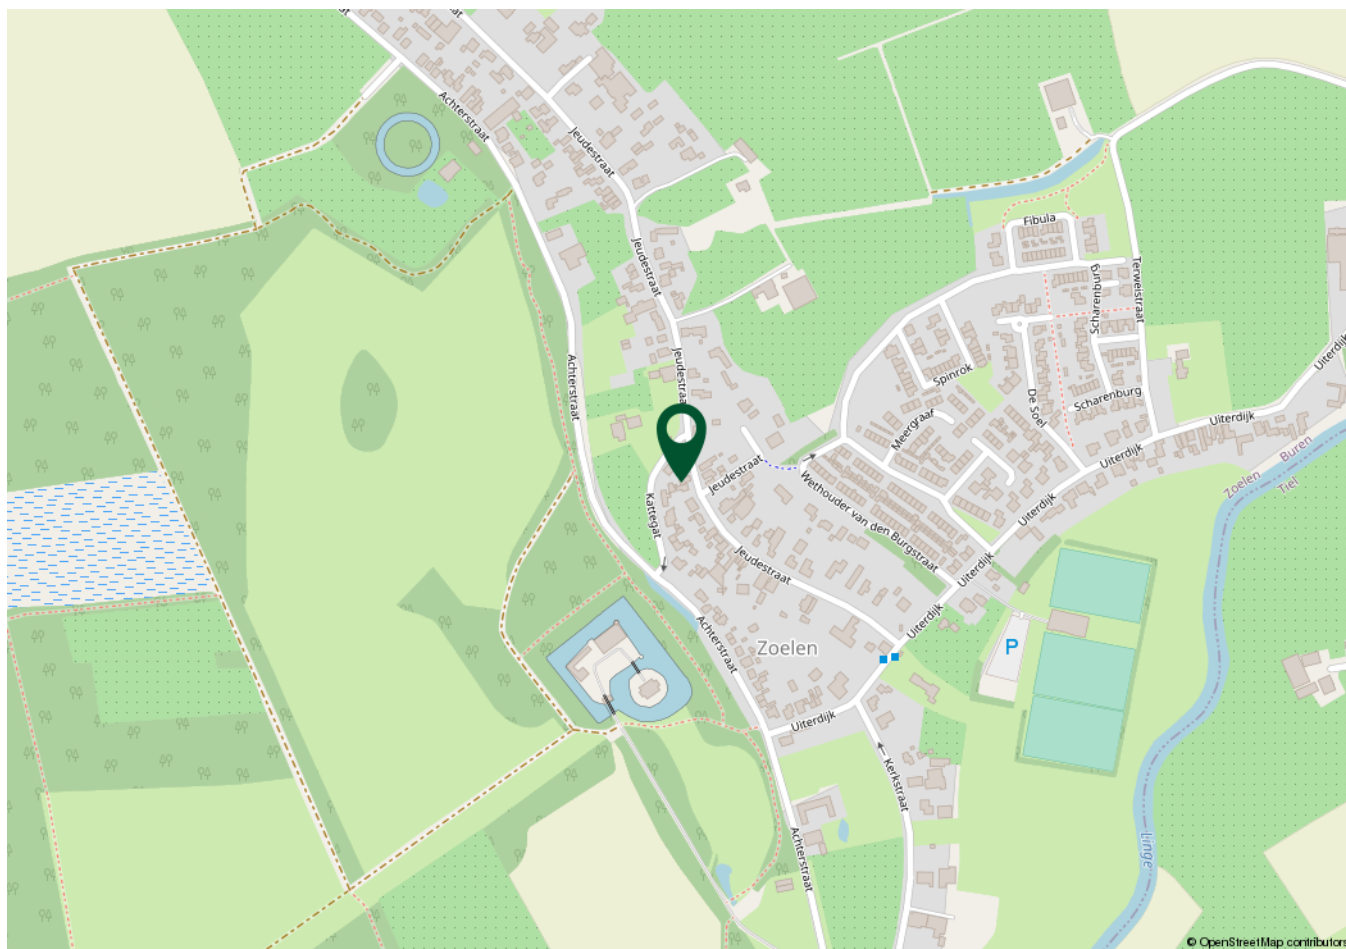 Achterstraat
Jeudestraat
Fibula
Jeudestraat
Terweistraat
Scharenburg
Achterstraat
Jeudestraat
Spinrok
De Soel
Scharenburg
Uiterdijk
Meergraaf
Uiterdijk
Uiterdijk
Jeudestraat
Zoelen
Buren
Tiel
Kattegat
Wethouder van den Burgstraat
Uiterdijk
Jeudestraat
Uiterdijk
Achterstraat
Uiterdijk
Zoelen
P
Uiterdijk
Kerkstraat
Achterstraat
Linge
© OpenStreetMap contributors